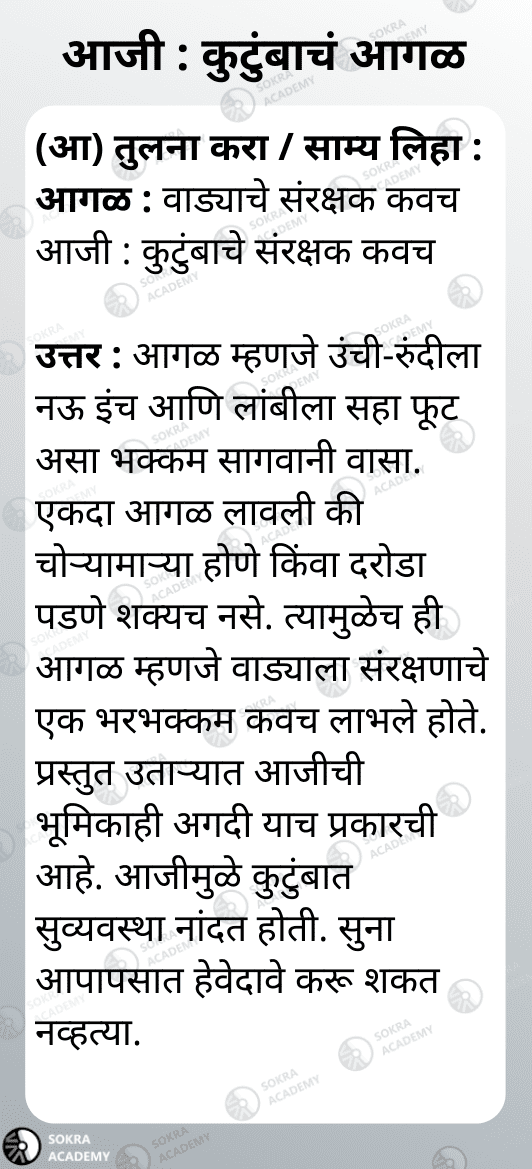 आजी : कुटुंबाचं आगळ
(आ) तुलना करा / साम्य लिहा :
आगळ : वाड्याचे संरक्षक कवच
आजी : कुटुंबाचे संरक्षक कवच
उत्तर : आगळ म्हणजे उंची-रुंदीला
नऊ इंच आणि लांबीला सहा फूट
असा भक्कम सागवानी वासा.
एकदा आगळ लावली की
चोऱ्यामाऱ्या होणे किंवा दरोडा
पडणे शक्यच नसे. त्यामुळेच ही
आगळ म्हणजे वाड्याला संरक्षणाचे
एक भरभक्कम कवच लाभले होते.
प्रस्तुत उताऱ्यात आजीची
भूमिकाही अगदी याच प्रकारची
आहे. आजीमुळे कुटुंबात
सुव्यवस्था नांदत होती. सुना
आपापसात हेवेदावे करू शकत
नव्हत्या.
SOKRA
ACADEMY